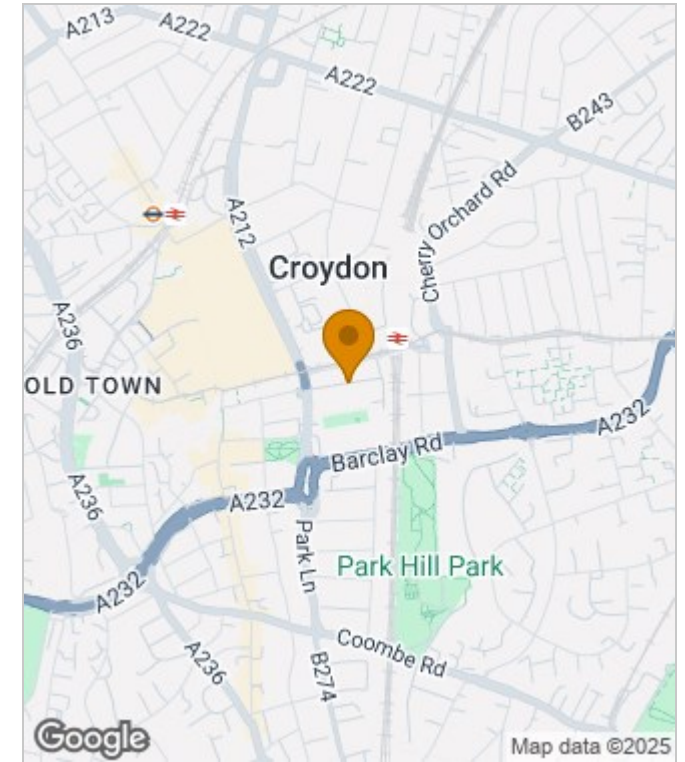 A213
A222
A222
B243
A212
Cherry Orchard Rd
Croydon
A236
OLD TOWN
A232
Barclay Rd
A236
A232
Park Ln
Park Hill Park
A232
Coombe Rd
A236
B274
Google
Map data ©2025